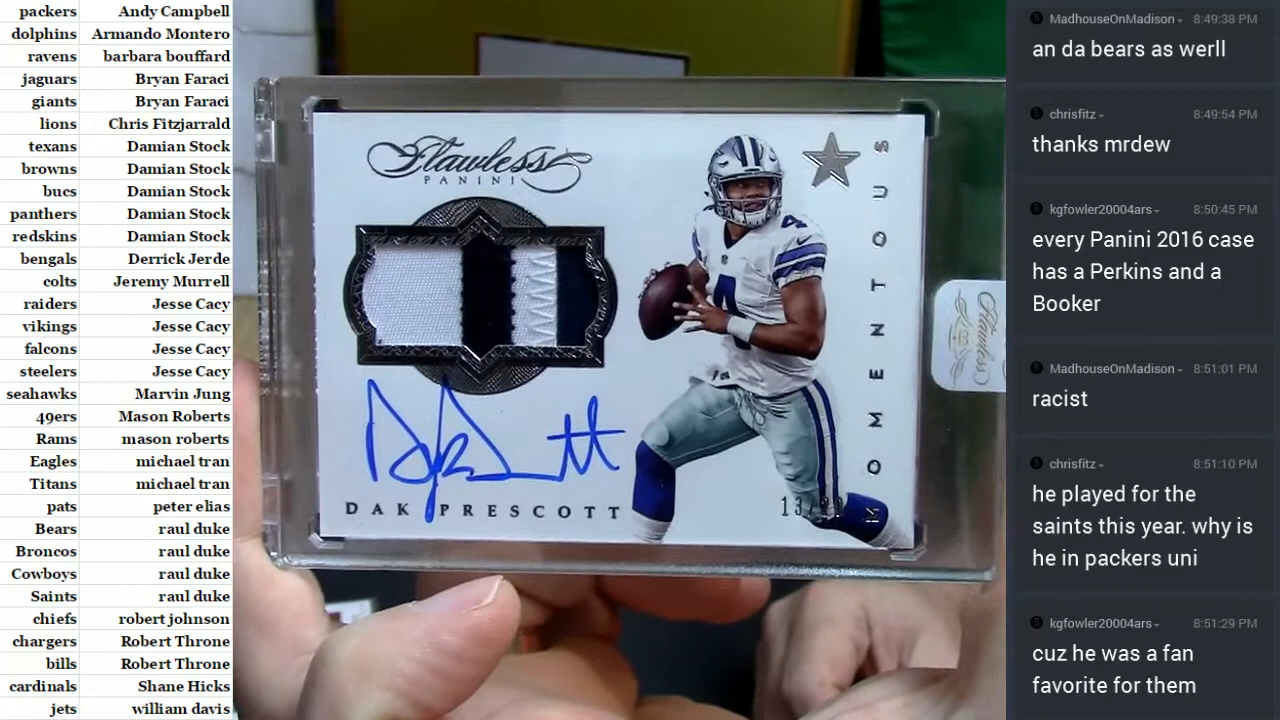 packers Andy Campbell
dolphins Armando Montero
ravens barbara bouffard
jaguars Bryan Faraci
giants Bryan Faraci
lions Chris Fitzjarrald
texans Damian Stock
browns Damian Stock
bucs Damian Stock
panthers Damian Stock
redskins Damian Stock
bengals Derrick Jerde
colts Jeremy Murrell
raiders Jesse Cacy
vikings Jesse Cacy
falcons Jesse Cacy
steelers Jesse Cacy
seahawks Marvin Jung
49ers Mason Roberts
Rams mason roberts
Eagles michael tran
Titans michael tran
pats peter elias
Bears raul duke
Broncos raul duke
Cowboys raul duke
Saints raul duke
chiefs robert johnson
chargers Robert Throne
bills Robert Throne
cardinals Shane Hicks
jets william davis
Flawless
PANINI
MOMENTOUS
4
4
DAK PRESCOTT
Flawless
MadhouseOnMadison 8:49:38 PM
an da bears as werll
chrisfitz 8:49:54 PM
thanks mrdew
kgfowler20004ars 8:50:45 PM
every Panini 2016 case
has a Perkins and a
Booker
MadhouseOnMadison 8:51:01 PM
racist
chrisfitz 8:51:10 PM
he played for the
saints this year. why is
he in packers uni
kgfowler20004ars 8:51:29 PM
cuz he was a fan
favorite for them